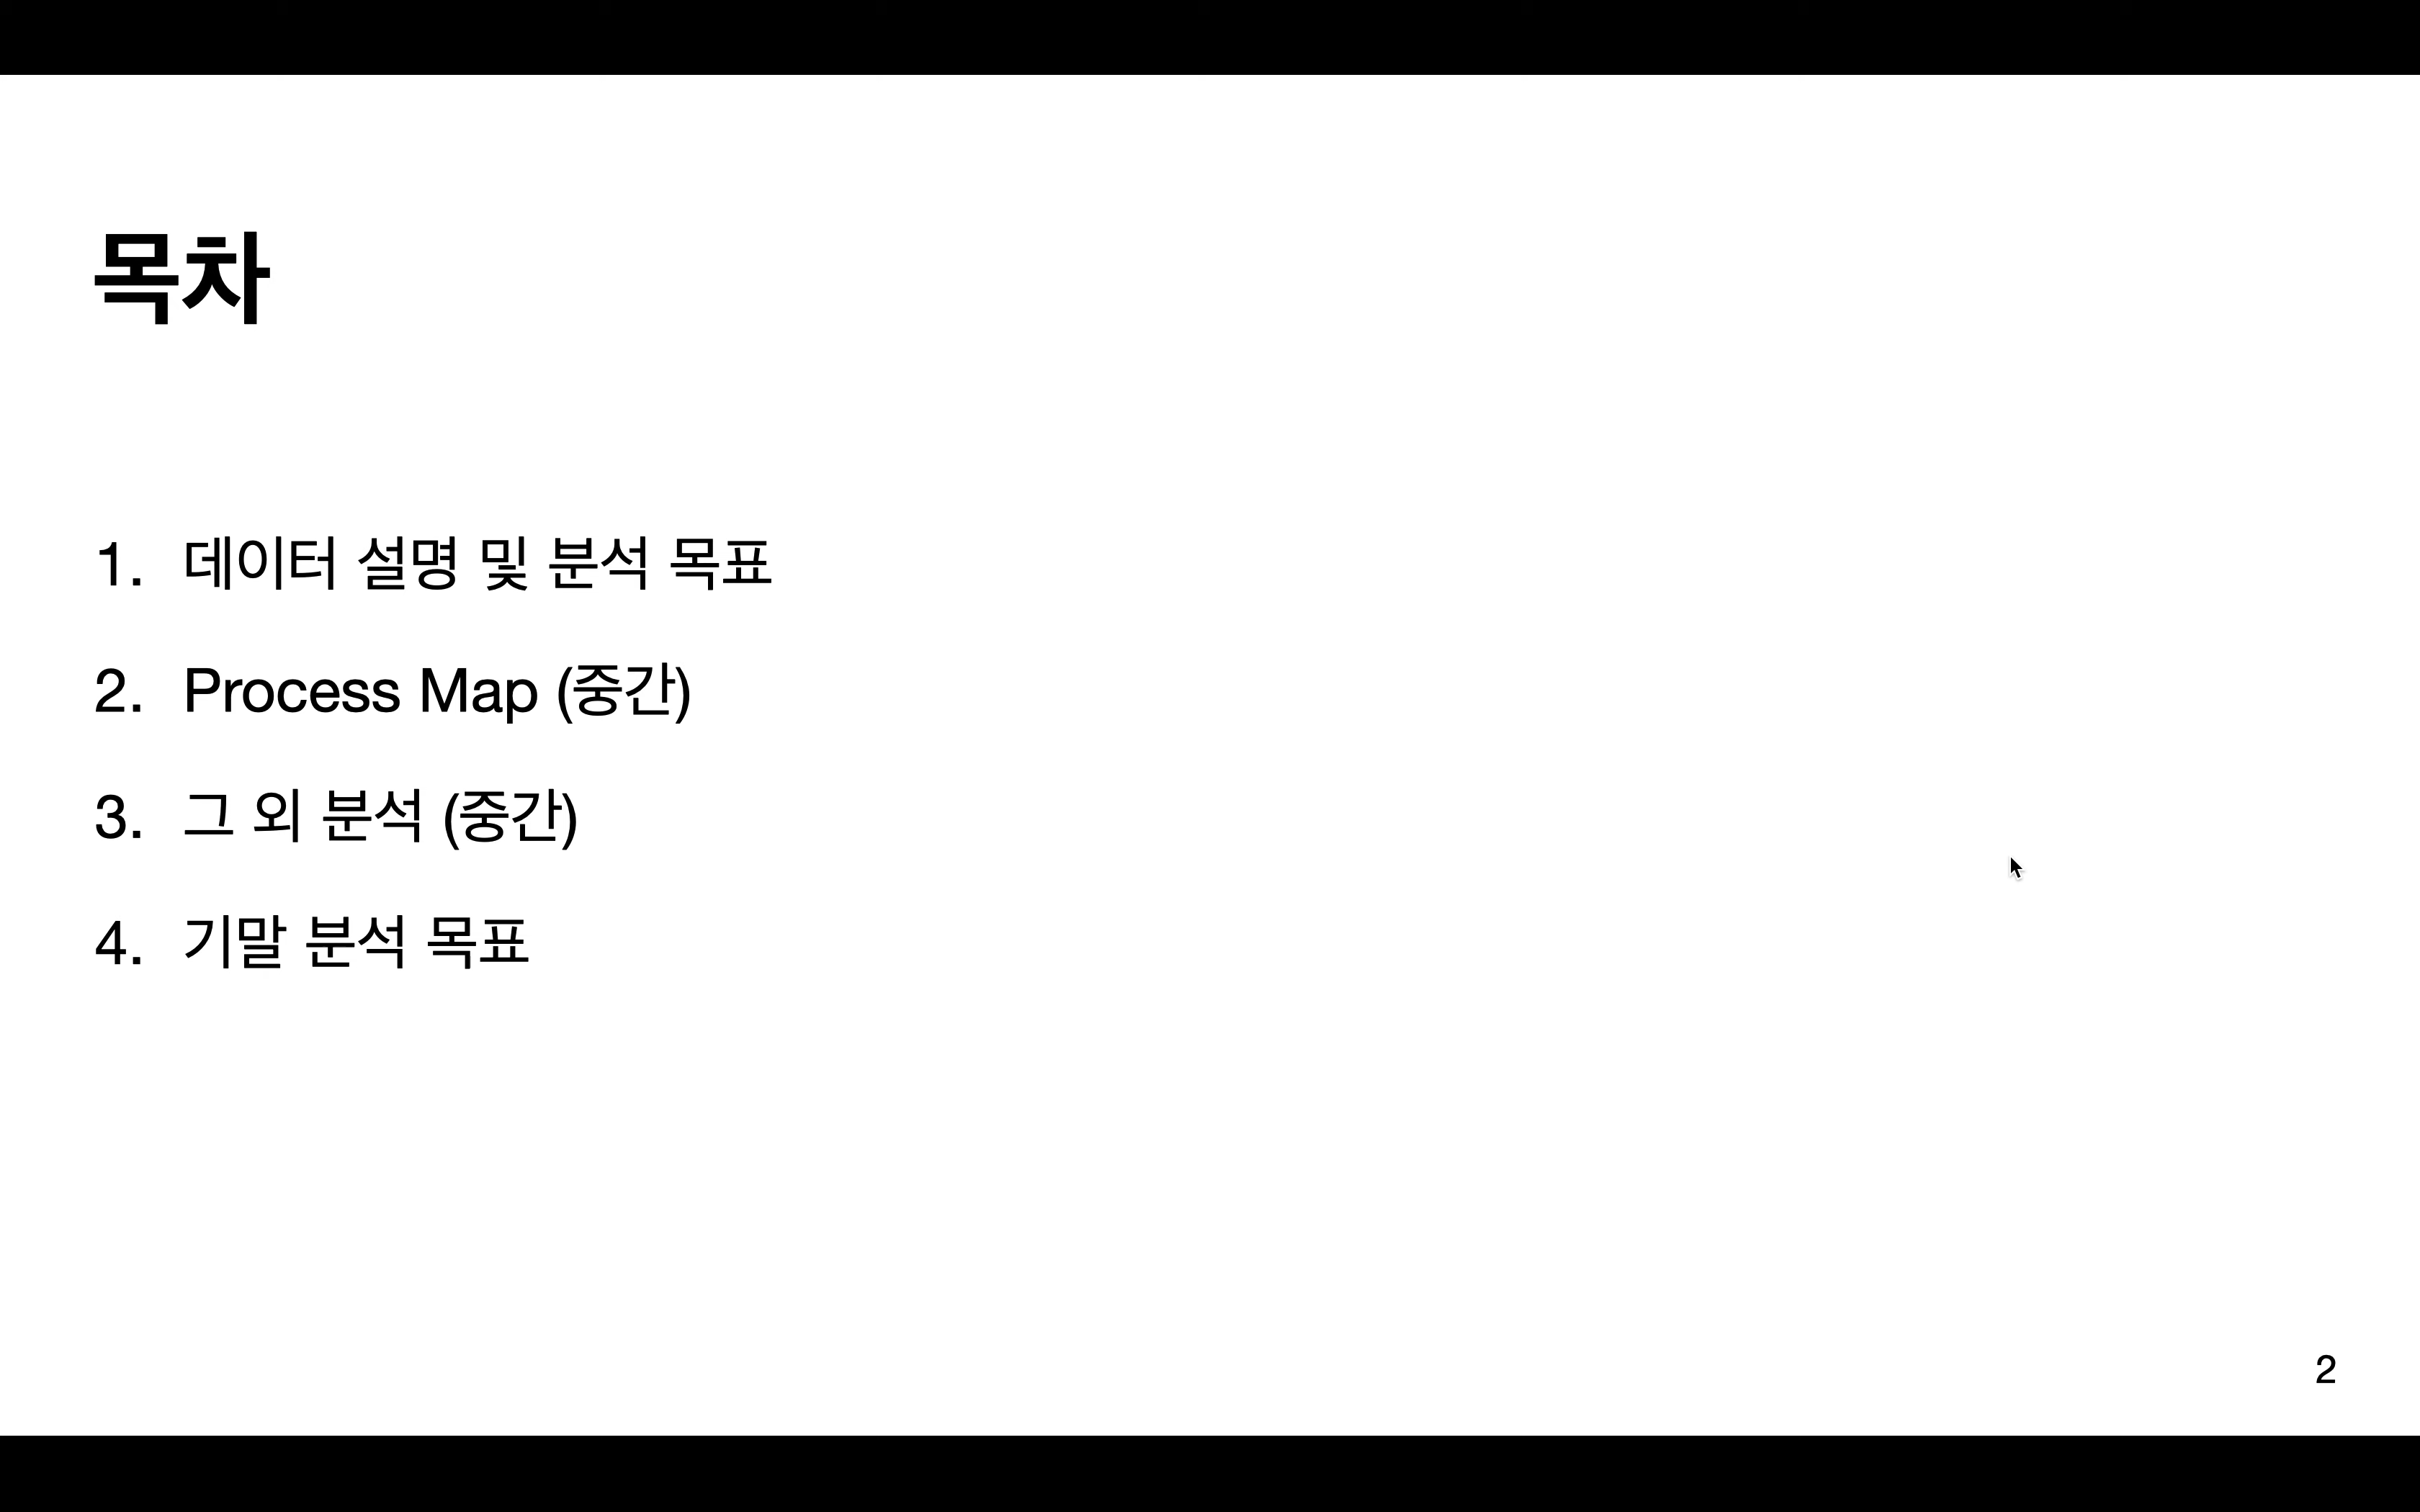 목차
1. 데이터 설명 및 분석 목표
2. Process Map (중간)
3. 그 외 분석 (중간)
4. 기말 분석 목표
2